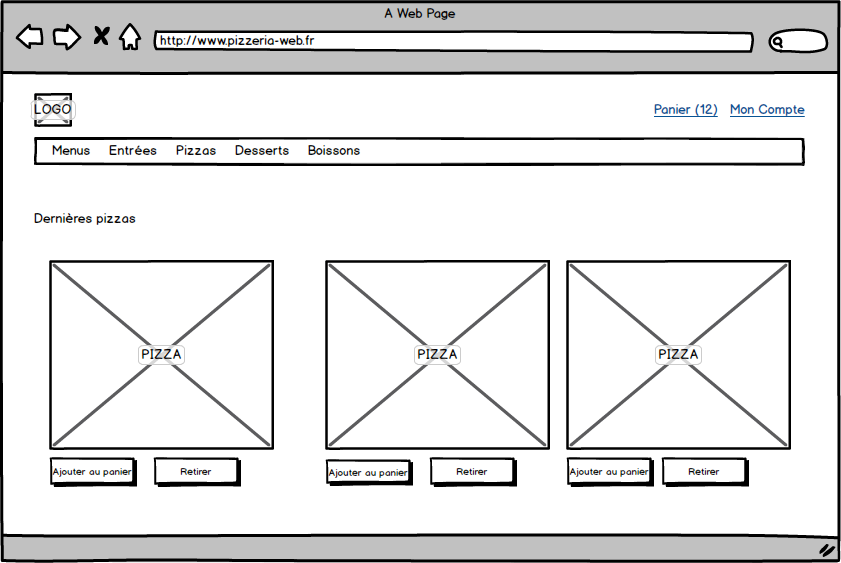 A Web Page
http://www.pizzeria-web.fr
LOGO
Panier (12) Mon Compte
Menus Entrées Pizzas Desserts Boissons
Dernières pizzas
PIZZA PIZZA PIZZA
Ajouter au panier Retirer Ajouter au panier Retirer Ajouter au panier Retirer